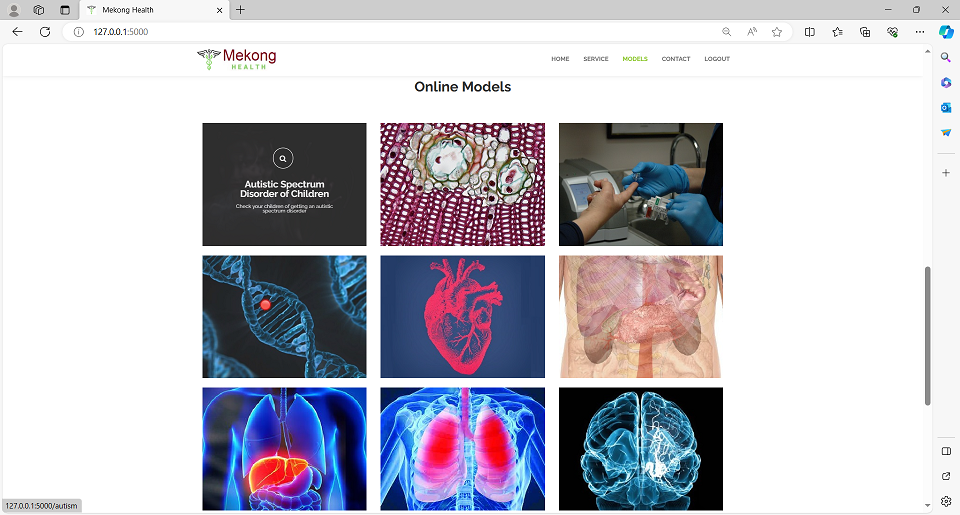 Mekong Health
127.0.0.1:5000
Mekong
HEALTH
HOME SERVICE MODELS CONTACT LOGOUT
Online Models
Autistic Spectrum
Disorder of Children
Check your children of getting an autistic
spectrum disorder
127.0.0.1:5000/autism